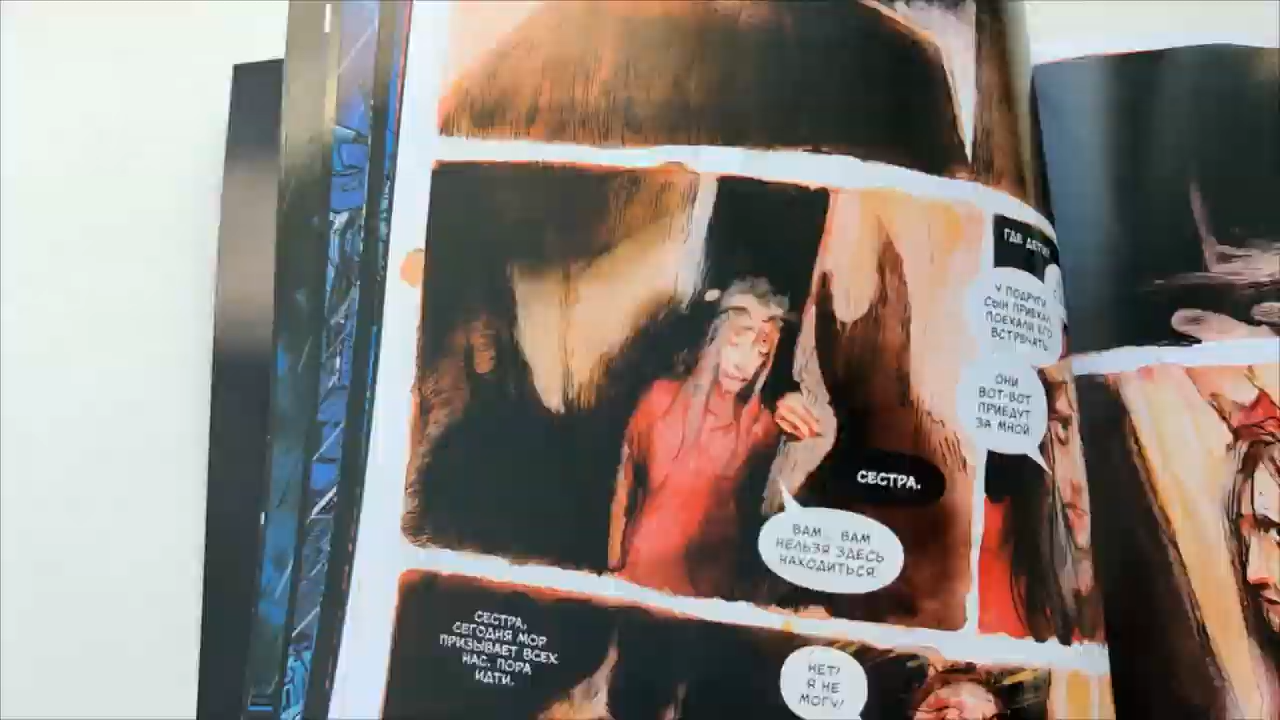 СЕСТРА.
ВАМ... ВАМ
НЕЛЬЗЯ ЗДЕСЬ
НАХОДИТЬСЯ.
ГДЕ ДЕТИ?
У ПОДРУГИ
СЫН ПРИЕХАЛ,
ПОЕХАЛИ ЕГО
ВСТРЕЧАТЬ.
ОНИ
ВОТ-ВОТ
ПРИЕДУТ
ЗА МНОЙ.
СЕСТРА,
СЕГОДНЯ МОР
ПРИЗЫВАЕТ ВСЕХ
НАС. ПОРА
ИДТИ.
НЕТ!
Я НЕ
МОГУ!